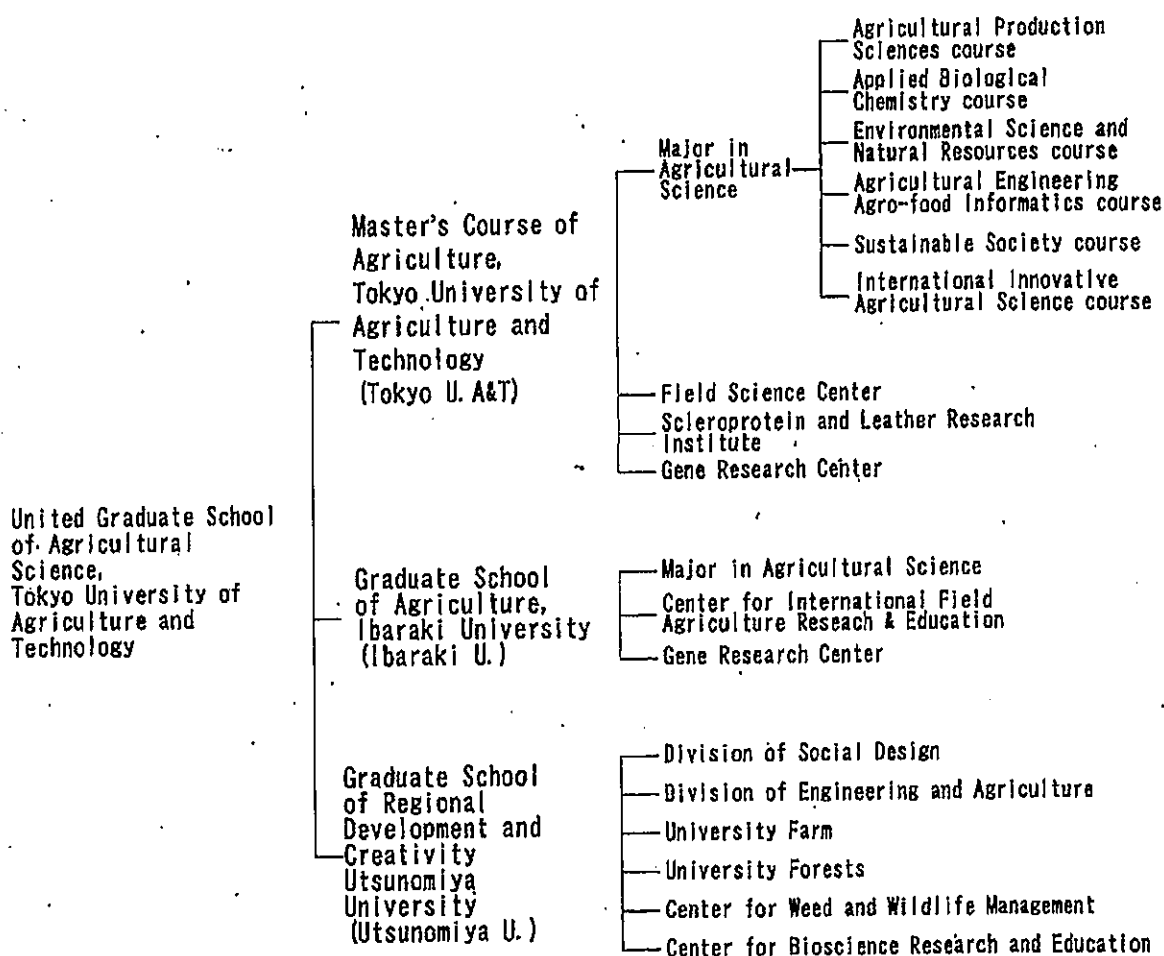 United Graduate School
of Agricultural
Science,
Tokyo University of
Agriculture and
Technology
Master's Course of
Agriculture,
Tokyo University of
Agriculture and
Technology
(Tokyo U. A&T)
Major in
Agricultural
Science
Agricultural Production
Sciences course
Applied Biological
Chemistry course
Environmental Science and
Natural Resources course
Agricultural Engineering
Agro-food Informatics course
Sustainable Society course
International Innovative
Agricultural Science course
Field Science Center
Scleroprotein and Leather Research
Institute
Gene Research Center
Graduate School
of Agriculture,
Ibaraki University
(Ibaraki U.)
Major in Agricultural Science
Center for International Field
Agriculture Reseach & Education
Gene Research Center
Graduate School
of Regional
Development and
Creativity
Utsunomiya
University
(Utsunomiya U.)
Division of Social Design
Division of Engineering and Agriculture
University Farm
University Forests
Center for Weed and Wildlife Management
Center for Bioscience Research and Education